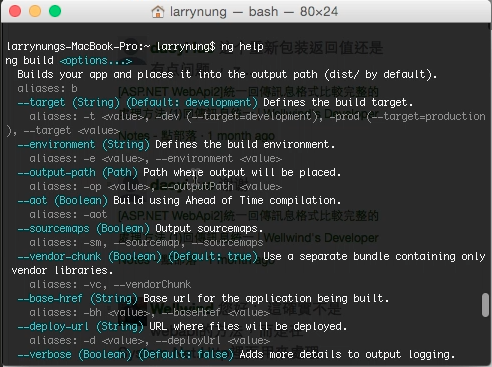 larrynung — bash — 80×24
larrynungs-MacBook-Pro:~ larrynung$ ng help
ng build <options...>
Builds your app and places it into the output path (dist/ by default).
aliases: b
--target (String) (Default: development) Defines the build target.
aliases: -t <value>, -dev (--target=development), -prod (--target=production
), --target <value>
--environment (String) Defines the build environment.
aliases: -e <value>, --environment <value>
--output-path (Path) Path where output will be placed.
aliases: -op <value>, --outputPath <value>
--aot (Boolean) Build using Ahead of Time compilation.
aliases: -aot
--sourcemaps (Boolean) Output sourcemaps.
aliases: -sm, --sourcemap, --sourcemaps
--vendor-chunk (Boolean) (Default: true) Use a separate bundle containing only
vendor libraries.
aliases: -vc, --vendorChunk
--base-href (String) Base url for the application being built.
aliases: -bh <value>, --baseHref <value>
--deploy-url (String) URL where files will be deployed.
aliases: -d <value>, --deployUrl <value>
--verbose (Boolean) (Default: false) Adds more details to output logging.